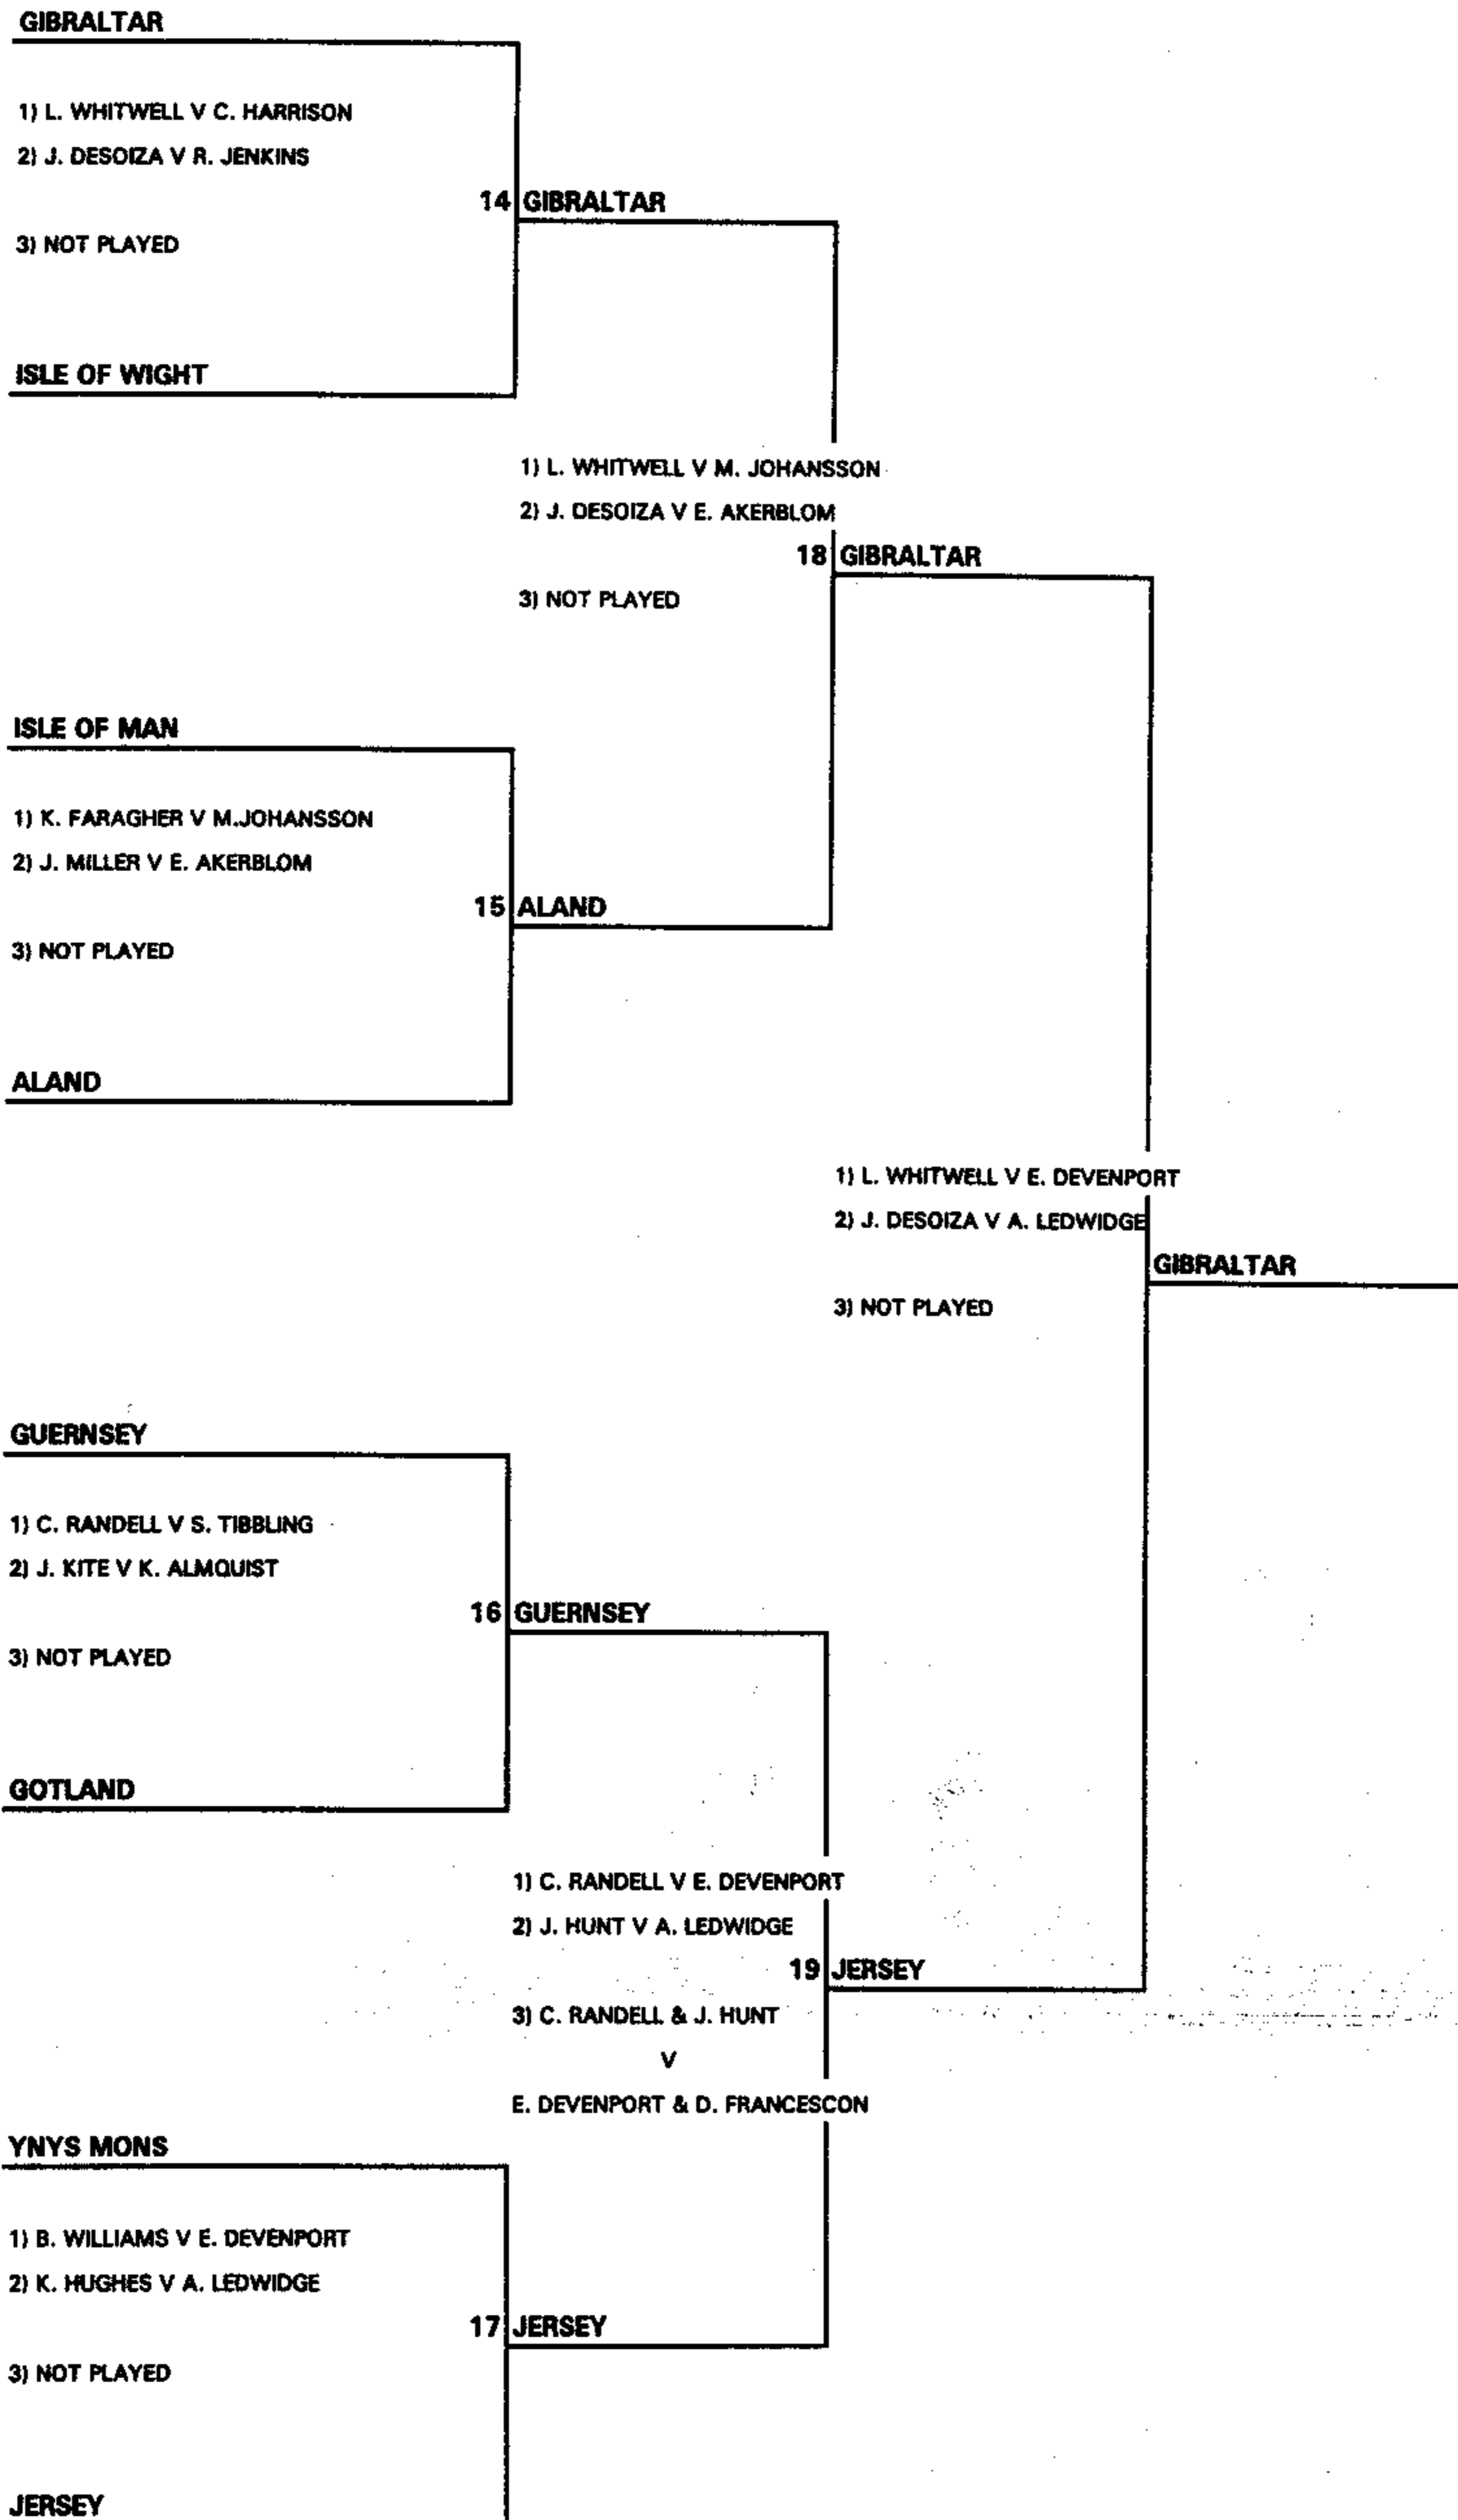 GIBRALTAR
1) L. WHITWELL V C. HARRISON
2) J. DESOIZA V R. JENKINS
14 GIBRALTAR
3) NOT PLAYED
ISLE OF WIGHT
1) L. WHITWELL V M. JOHANSSON
2) J. DESOIZA V E. AKERBLOM
18 GIBRALTAR
3) NOT PLAYED
ISLE OF MAN
1) K. FARAGHER V M.JOHANSSON
2) J. MILLER V E. AKERBLOM
15 ALAND
3) NOT PLAYED
ALAND
1) L. WHITWELL V E. DEVENPORT
2) J. DESOIZA V A. LEDWIDGE
GIBRALTAR
3) NOT PLAYED
GUERNSEY
1) C. RANDELL V S. TIBBLING
2) J. KITE V K. ALMQUIST
16 GUERNSEY
3) NOT PLAYED
GOTLAND
1) C. RANDELL V E. DEVENPORT
2) J. HUNT V A. LEDWIDGE
19 JERSEY
3) C. RANDELL & J. HUNT
V
E. DEVENPORT & D. FRANCESCON
YNYS MONS
1) B. WILLIAMS V E. DEVENPORT
2) K. HUGHES V A. LEDWIDGE
17 JERSEY
3) NOT PLAYED
JERSEY